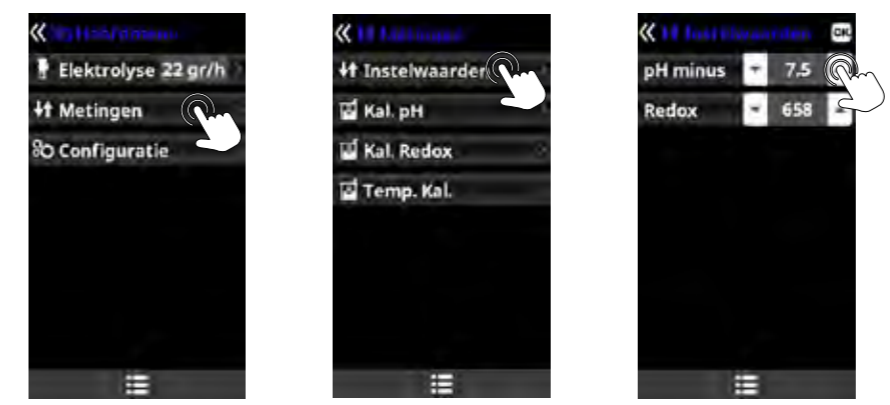 Elektrolyse 22 gr/h
Metingen
Configuratie
Instelwaarden
Kal. pH
Kal. Redox
Temp. Kal.
OK
pH minus 7.5
Redox 658